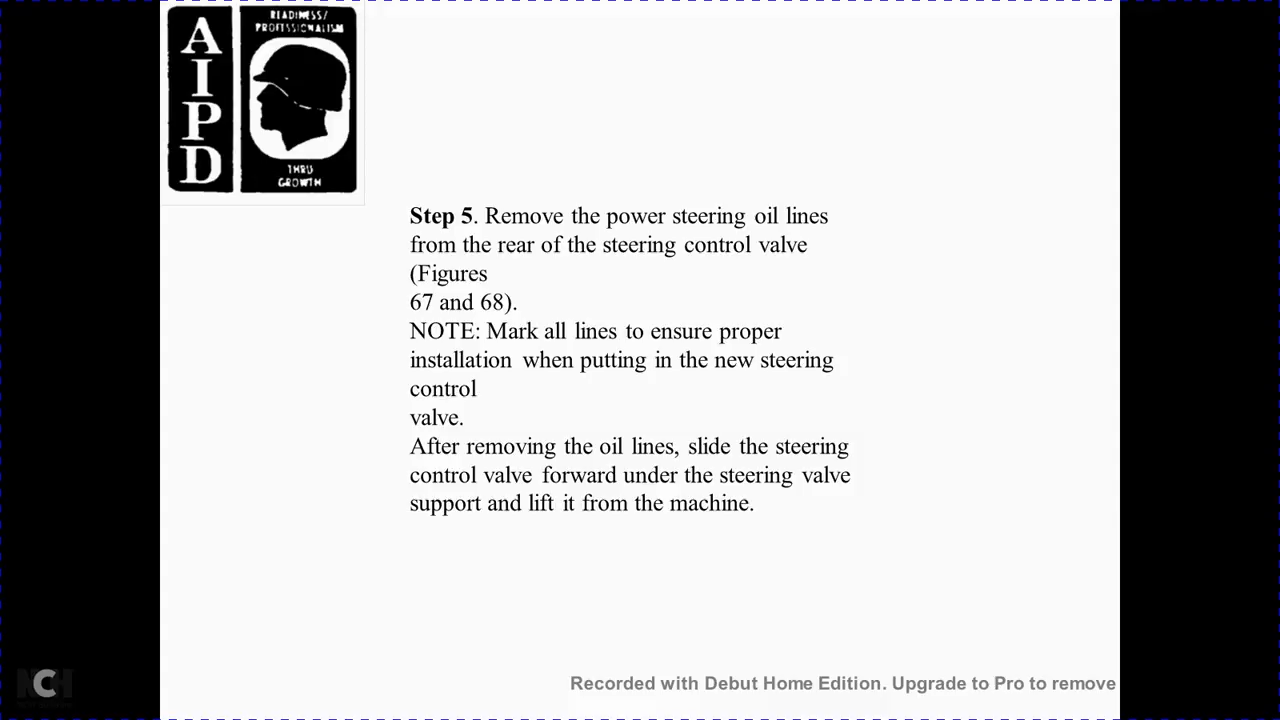 A
I
P
D
READINESS/
PROFESSIONALISM
THRU
GROWTH
Step 5. Remove the power steering oil lines
from the rear of the steering control valve
(Figures
67 and 68).
NOTE: Mark all lines to ensure proper
installation when putting in the new steering
control
valve.
After removing the oil lines, slide the steering
control valve forward under the steering valve
support and lift it from the machine.
NCH
Recorded with Debut Home Edition. Upgrade to Pro to remove